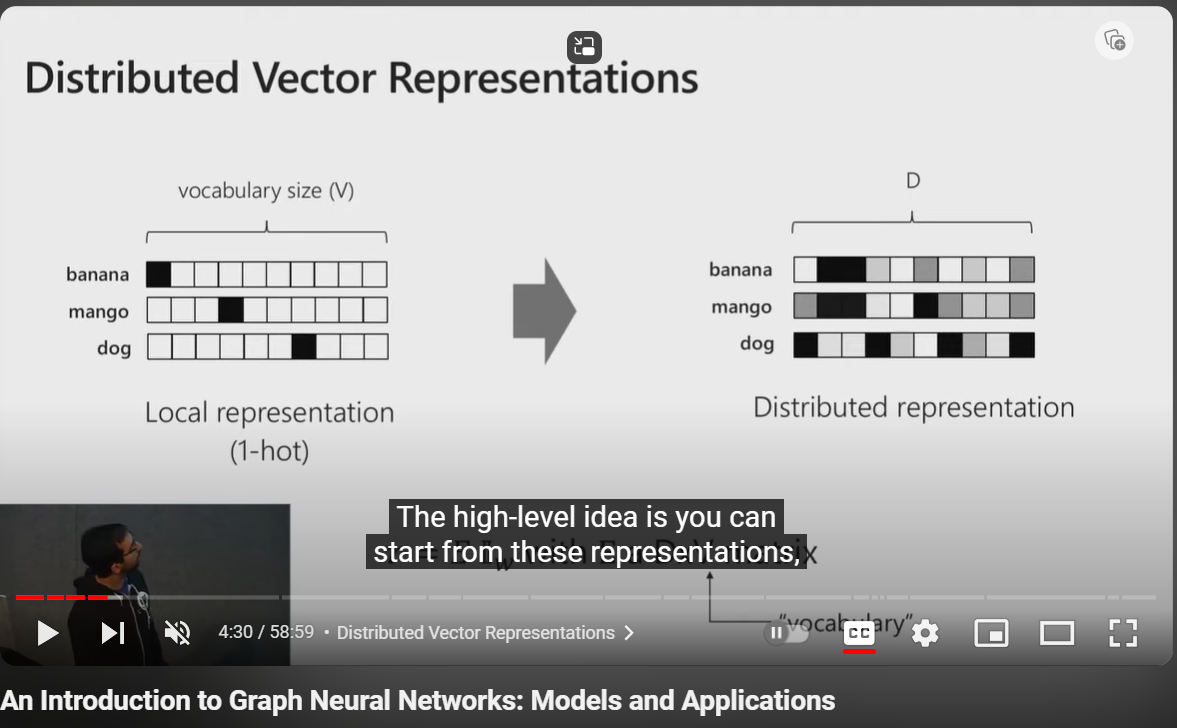 Distributed Vector Representations
vocabulary size (V)
banana
mango
dog
Local representation
(1-hot)
D
banana
mango
dog
Distributed representation
The high-level idea is you can
start from these representations,
"vocabulary"
4:30 / 58:59 • Distributed Vector Representations
CC
An Introduction to Graph Neural Networks: Models and Applications